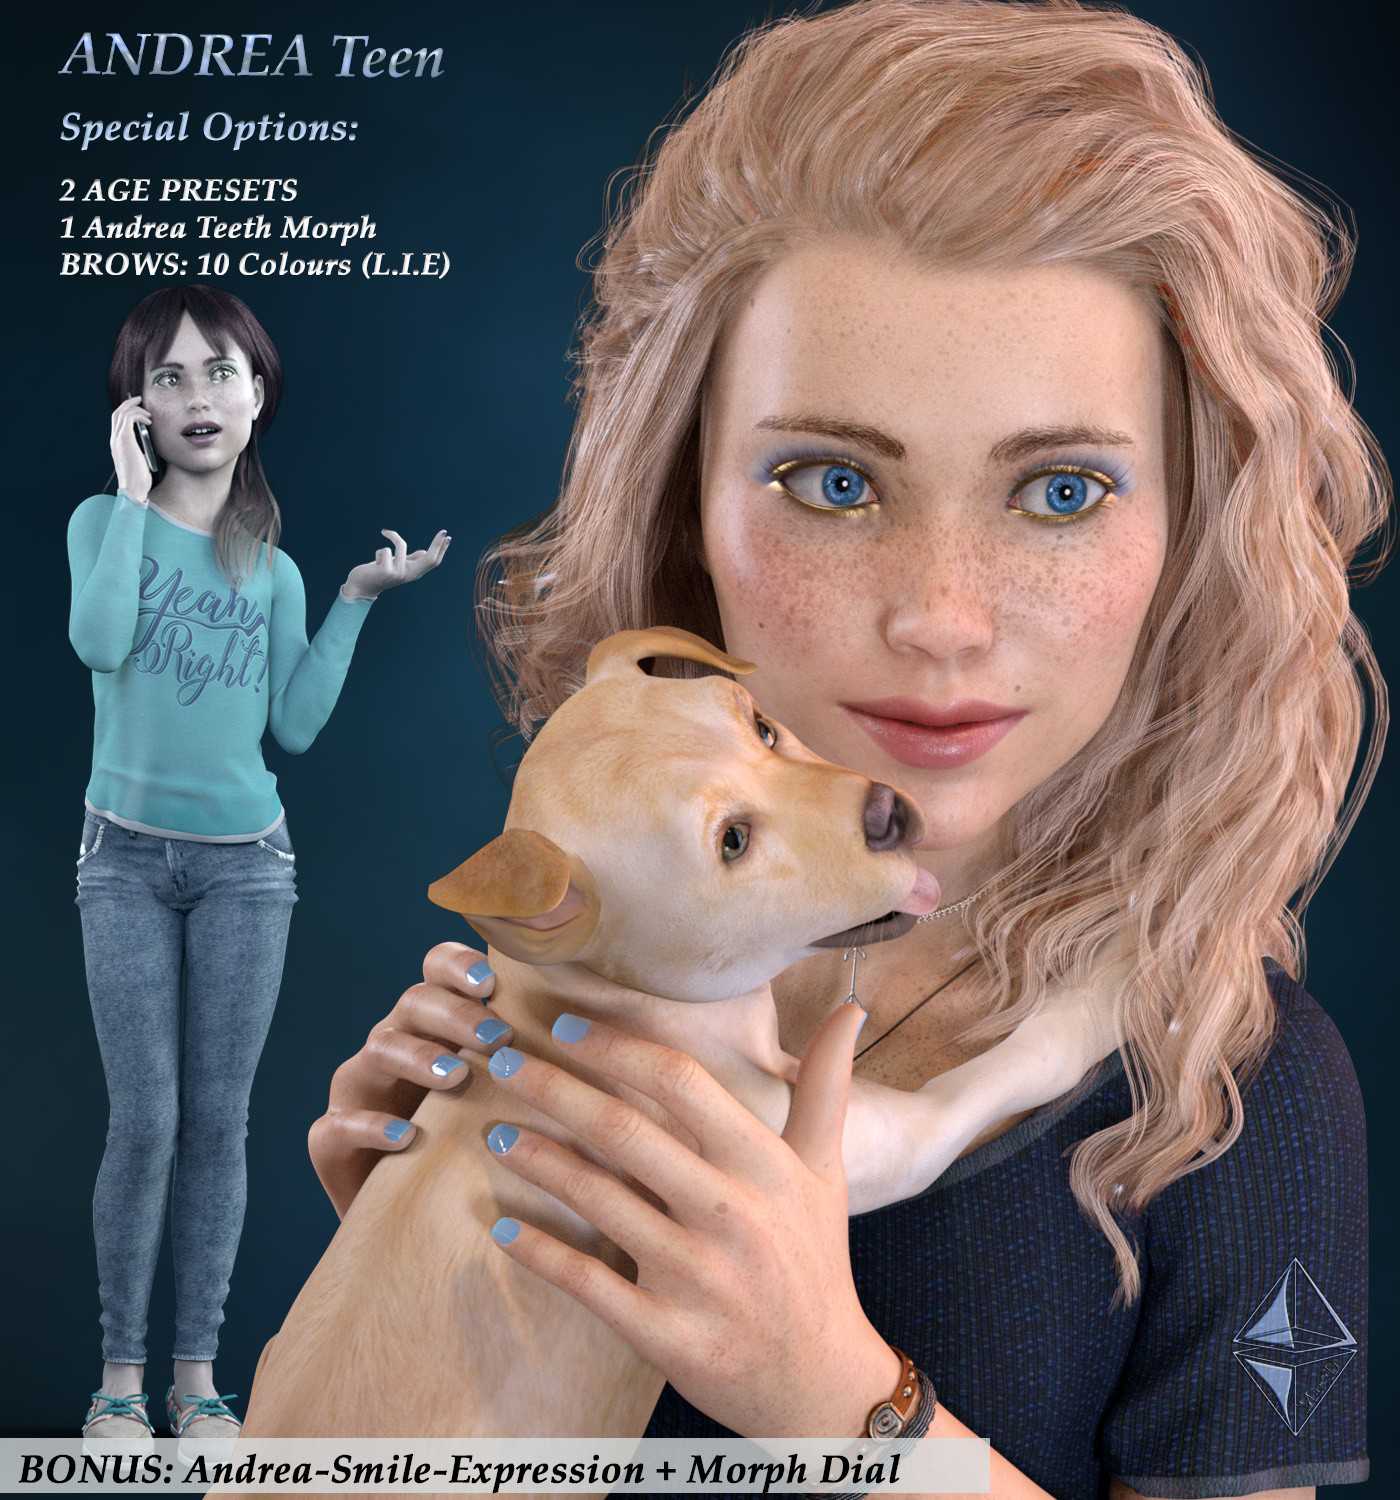 ANDREA Teen
Special Options:
2 AGE PRESETS
1 Andrea Teeth Morph
BROWS: 10 Colours (L.I.E)
Yeah,
Right!
BONUS: Andrea-Smile-Expression + Morph Dial